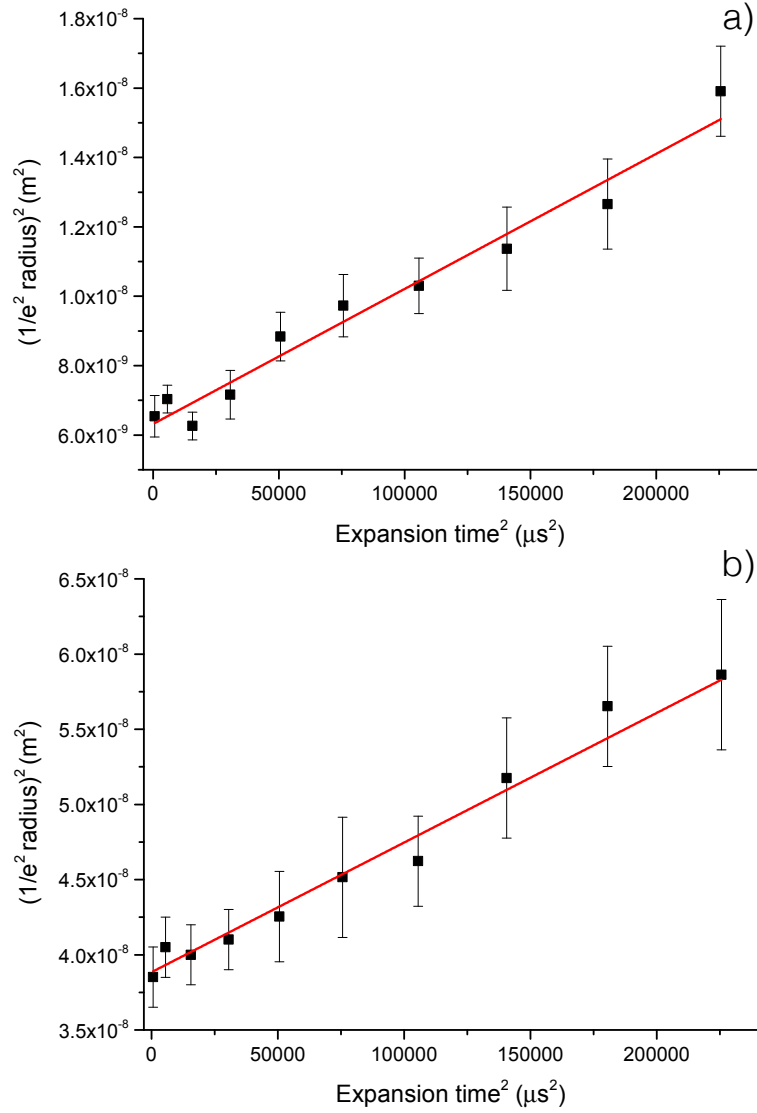 a)
1.8x10⁻⁸
1.6x10⁻⁸
1.4x10⁻⁸
1.2x10⁻⁸
1.0x10⁻⁸
8.0x10⁻⁹
6.0x10⁻⁹
(1/e² radius)² (m²)
0 50000 100000 150000 200000
Expansion time² (μs²)
b)
6.5x10⁻⁸
6.0x10⁻⁸
5.5x10⁻⁸
5.0x10⁻⁸
4.5x10⁻⁸
4.0x10⁻⁸
3.5x10⁻⁸
(1/e² radius)² (m²)
0 50000 100000 150000 200000
Expansion time² (μs²)